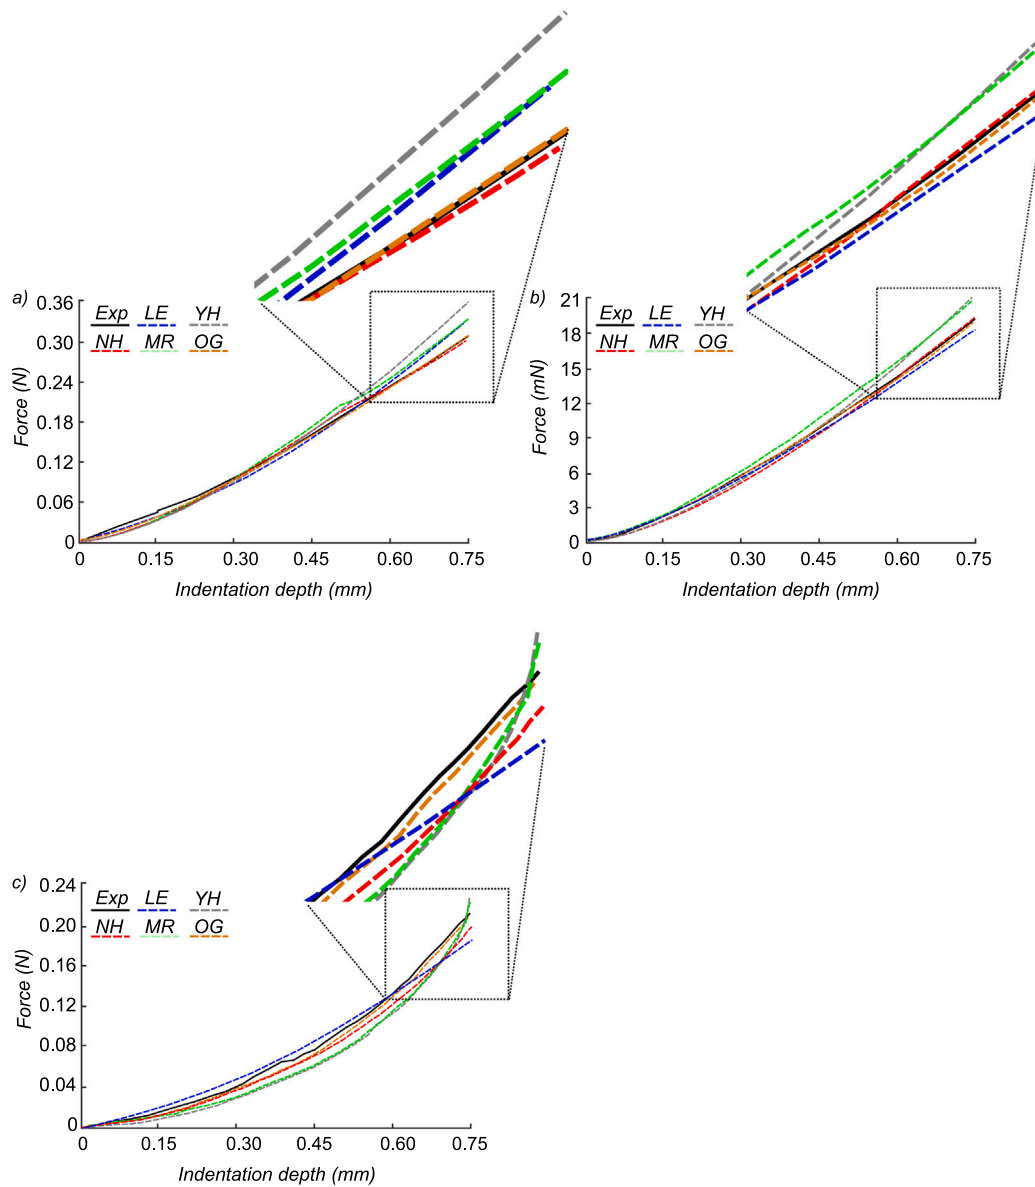 a)
0.36
0.30
0.24
0.18
0.12
0.06
0
Force (N)
Exp LE YH
NH MR OG
0 0.15 0.30 0.45 0.60 0.75
Indentation depth (mm)
b)
21
18
15
12
9
6
3
0
Force (mN)
Exp LE YH
NH MR OG
0 0.15 0.30 0.45 0.60 0.75
Indentation depth (mm)
c)
0.24
0.20
0.16
0.12
0.08
0.04
0
Force (N)
Exp LE YH
NH MR OG
0 0.15 0.30 0.45 0.60 0.75
Indentation depth (mm)